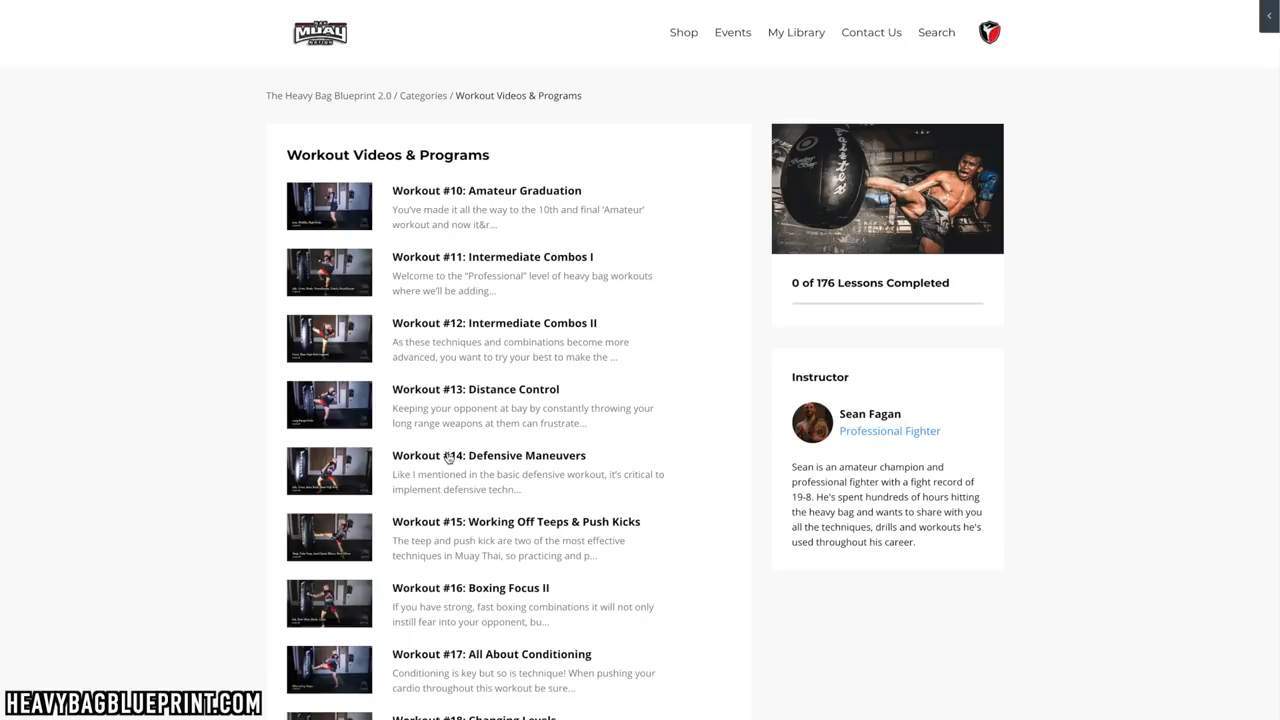 MUAY
NATION
Shop
Events
My Library
Contact Us
Search
The Heavy Bag Blueprint 2.0 / Categories / Workout Videos & Programs
Workout Videos & Programs
Workout #10: Amateur Graduation
You've made it all the way to the 10th and final 'Amateur'
workout and now it&r...
Workout #11: Intermediate Combos I
Welcome to the “Professional” level of heavy bag workouts
where we'll be adding...
Workout #12: Intermediate Combos II
As these techniques and combinations become more
advanced, you want to try your best to make the ...
Workout #13: Distance Control
Keeping your opponent at bay by constantly throwing your
long range weapons at them can frustrate...
Workout #14: Defensive Maneuvers
Like I mentioned in the basic defensive workout, it's critical to
implement defensive techn...
Workout #15: Working Off Teeps & Push Kicks
The teep and push kick are two of the most effective
techniques in Muay Thai, so practicing and p...
Workout #16: Boxing Focus II
If you have strong, fast boxing combinations it will not only
instill fear into your opponent, bu...
Workout #17: All About Conditioning
Conditioning is key but so is technique! When pushing your
cardio throughout this workout be sure...
Workout #18: Changing Levels
0 of 176 Lessons Completed
Instructor
Sean Fagan
Professional Fighter
Sean is an amateur champion and
professional fighter with a fight record of
19-8. He's spent hundreds of hours hitting
the heavy bag and wants to share with you
all the techniques, drills and workouts he's
used throughout his career.
HEAVYBAGBLUEPRINT.COM